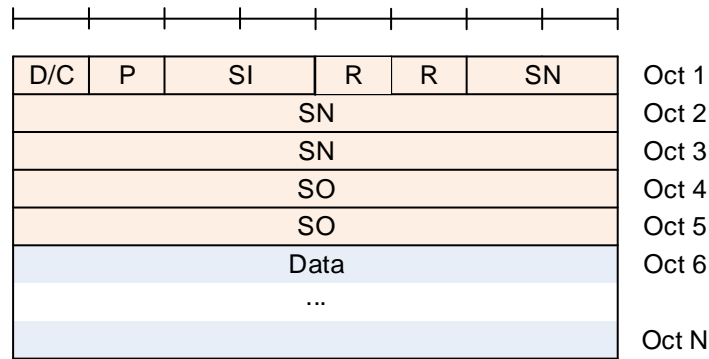 D/C P SI R R SN Oct 1
SN Oct 2
SN Oct 3
SO Oct 4
SO Oct 5
Data Oct 6
...
Oct N